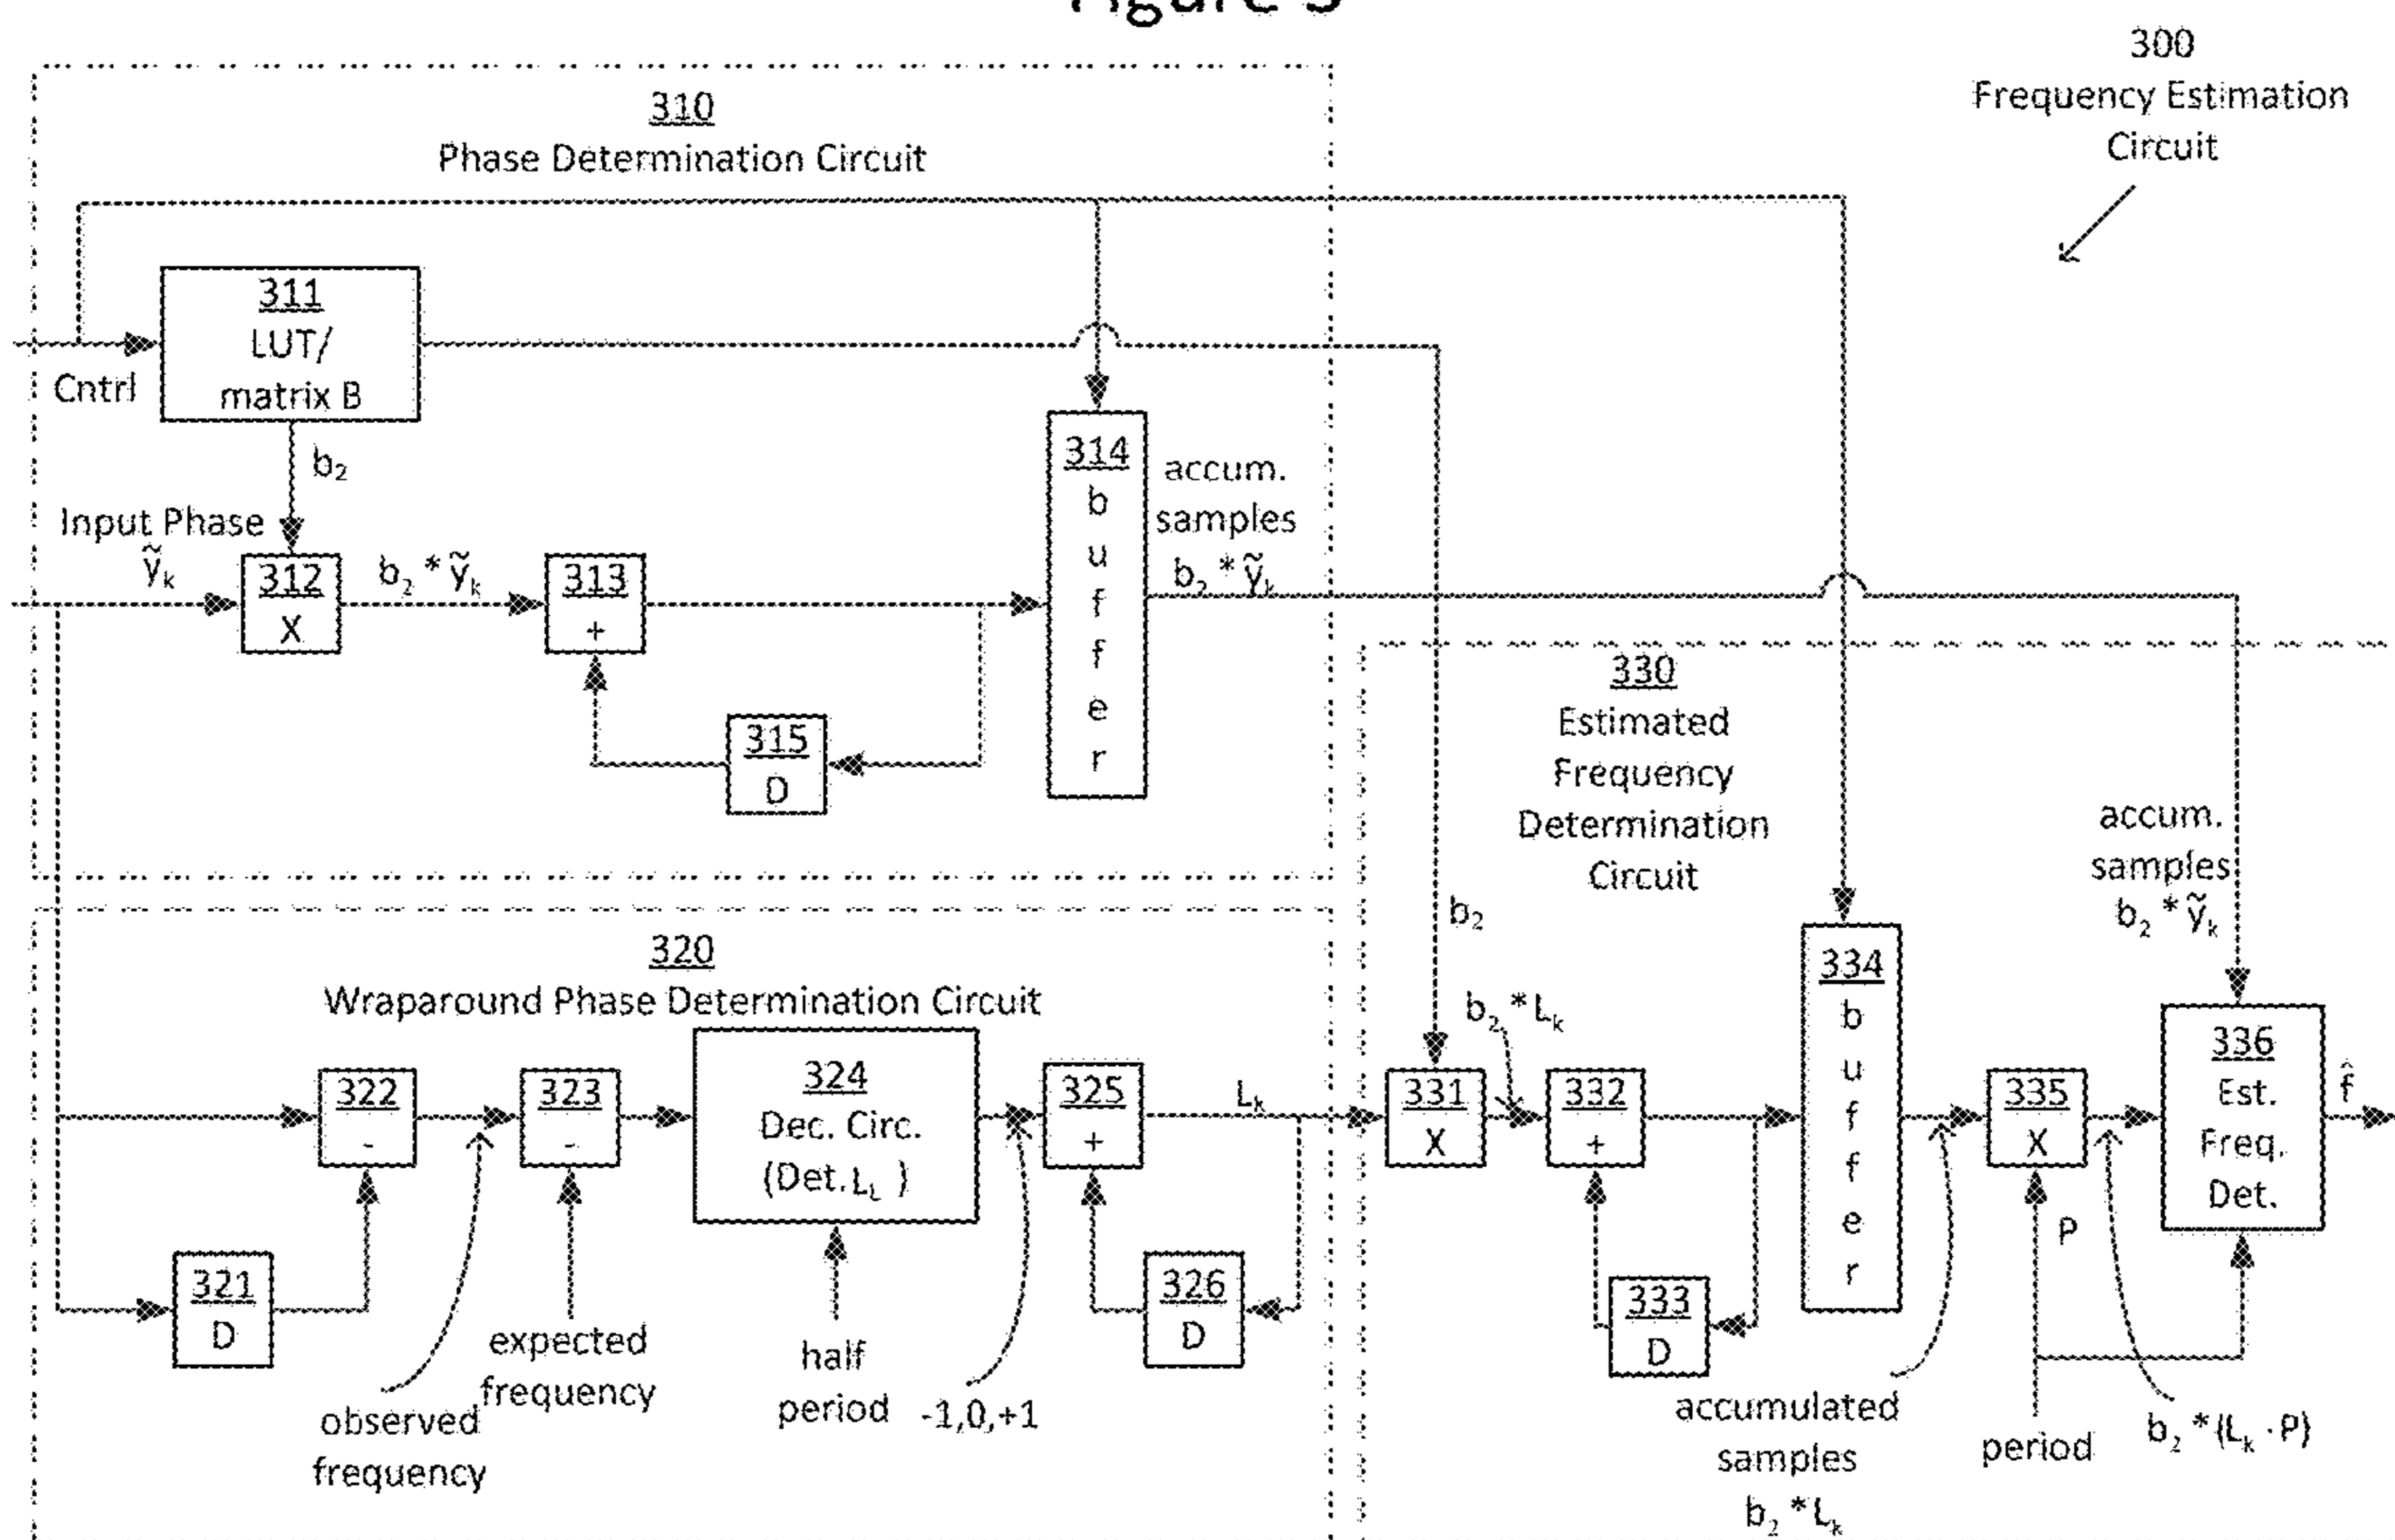 300
Frequency Estimation
Circuit
310
Phase Determination Circuit
311
LUT/
matrix B
Cntrl
b₂
Input Phase
ỹₖ
312
X
b₂ * ỹₖ
313
+
315
D
314
b
u
f
f
e
r
accum.
samples
b₂ * ỹₖ
320
Wraparound Phase Determination Circuit
321
D
322
-
observed
frequency
323
-
expected
frequency
324
Dec. Circ.
(Det. L )
half
period
-1,0,+1
325
+
326
D
Lₖ
330
Estimated
Frequency
Determination
Circuit
b₂
331
X
b₂ * Lₖ
332
+
333
D
334
b
u
f
f
e
r
accumulated
samples
b₂ * Lₖ
335
X
P
period
b₂ * (Lₖ · P)
accum.
samples
b₂ * ỹₖ
336
Est.
Freq.
Det.
f̂